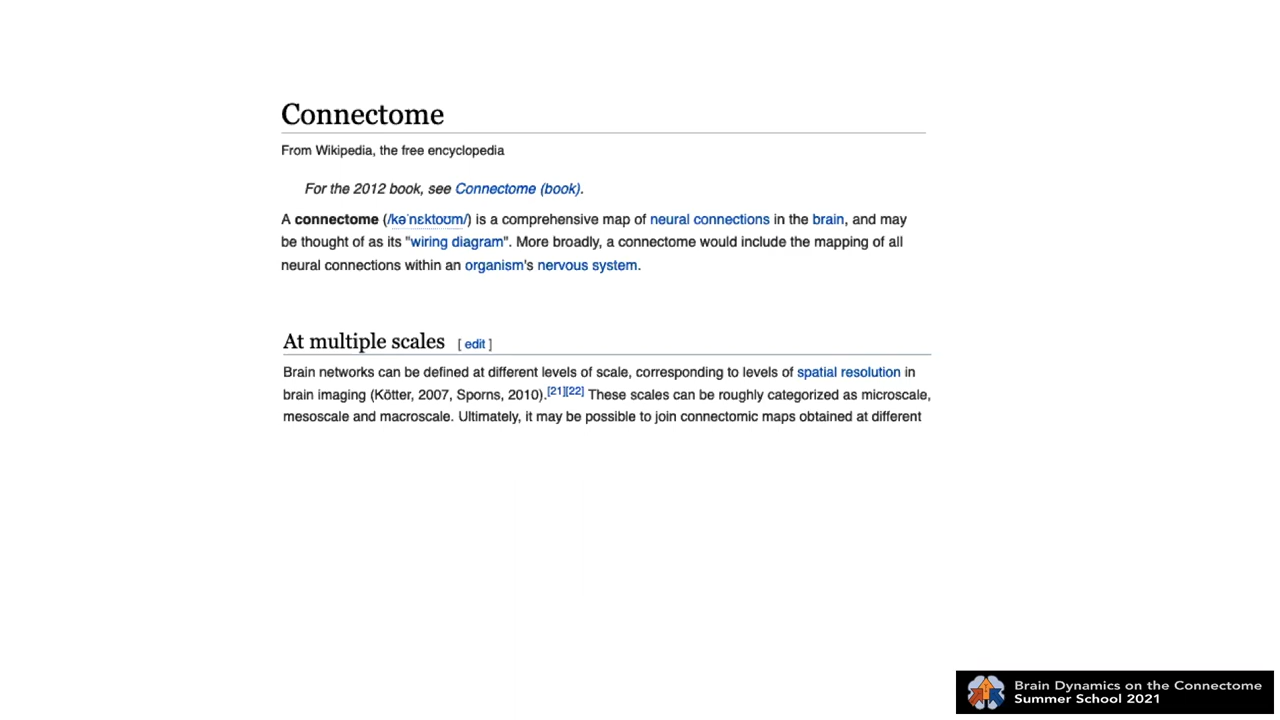 Connectome
From Wikipedia, the free encyclopedia
For the 2012 book, see Connectome (book).
A connectome (/kəˈnɛktoʊm/) is a comprehensive map of neural connections in the brain, and may
be thought of as its "wiring diagram". More broadly, a connectome would include the mapping of all
neural connections within an organism's nervous system.
At multiple scales [ edit ]
Brain networks can be defined at different levels of scale, corresponding to levels of spatial resolution in
brain imaging (Kötter, 2007, Sporns, 2010).[21][22] These scales can be roughly categorized as microscale,
mesoscale and macroscale. Ultimately, it may be possible to join connectomic maps obtained at different
Brain Dynamics on the Connectome
Summer School 2021